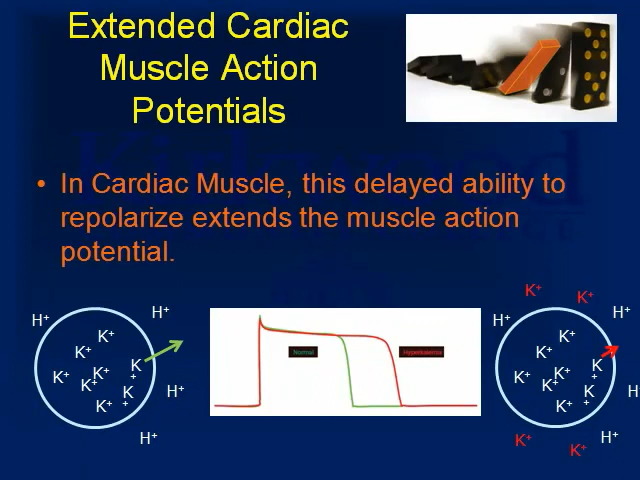 Extended Cardiac
Muscle Action
Potentials
• In Cardiac Muscle, this delayed ability to
repolarize extends the muscle action
potential.
H+
H+
K+
K+
K
+
K+
K+
K+
K
+
H+
K+
H+
Normal
K+
K+
H+
H+
K+
K+
K
+
K+
K+
K+
K
+
H
K+
K+
H+
K+